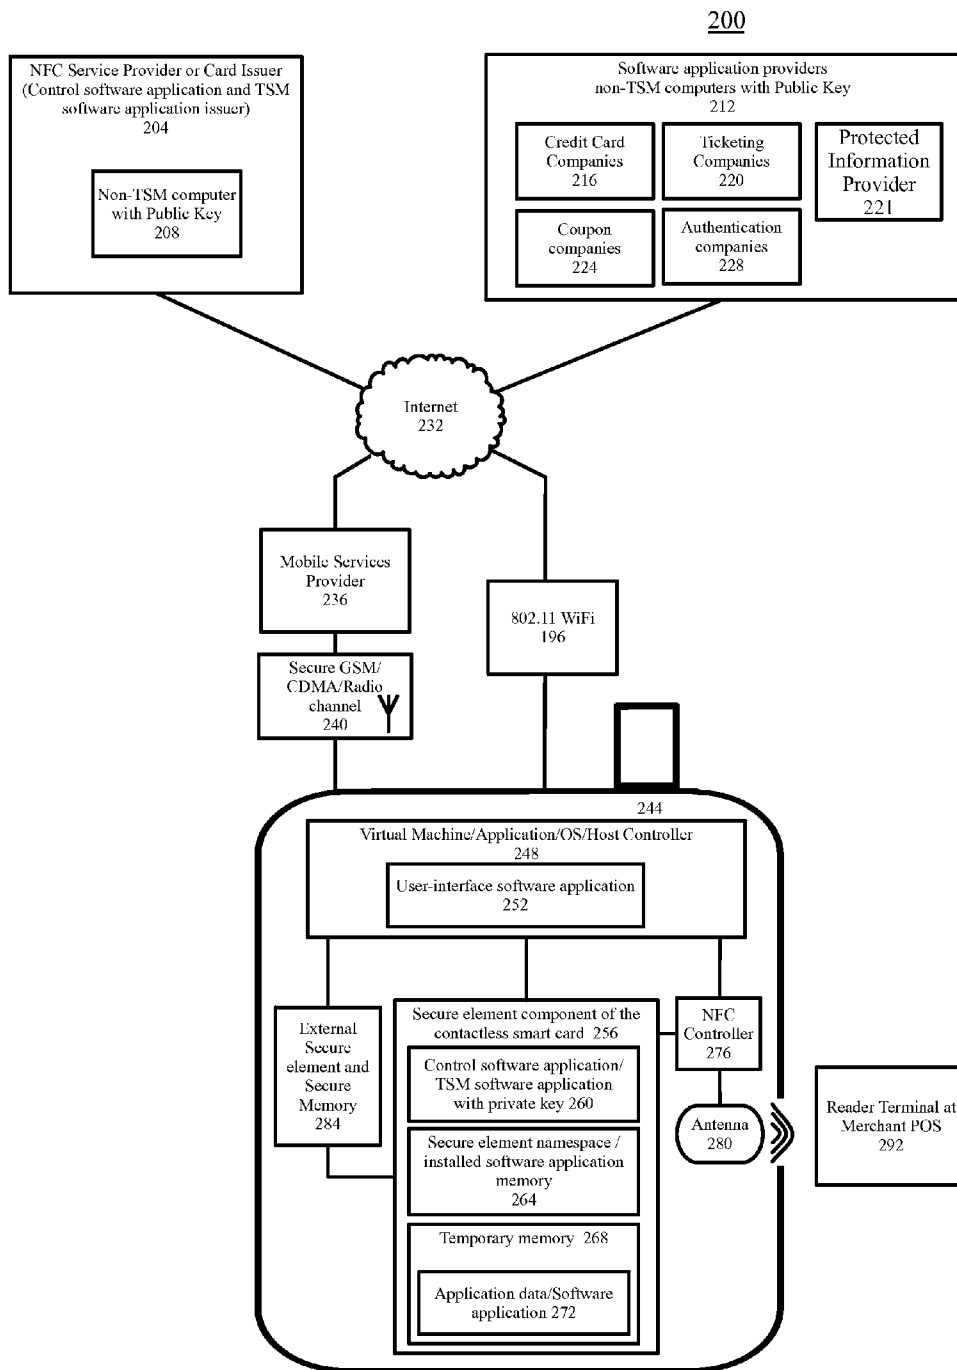 200
NFC Service Provider or Card Issuer
(Control software application and TSM
software application issuer)
204
Non-TSM computer
with Public Key
208
Software application providers
non-TSM computers with Public Key
212
Credit Card
Companies
216
Ticketing
Companies
220
Protected
Information
Provider
221
Coupon
companies
224
Authentication
companies
228
Internet
232
Mobile Services
Provider
236
802.11 WiFi
196
Secure GSM/
CDMA/Radio
channel
240
244
Virtual Machine/Application/OS/Host Controller
248
User-interface software application
252
External
Secure
element and
Secure
Memory
284
Secure element component of the
contactless smart card 256
Control software application/
TSM software application
with private key 260
Secure element namespace /
installed software application
memory
264
Temporary memory 268
Application data/Software
application 272
NFC
Controller
276
Antenna
280
Reader Terminal at
Merchant POS
292